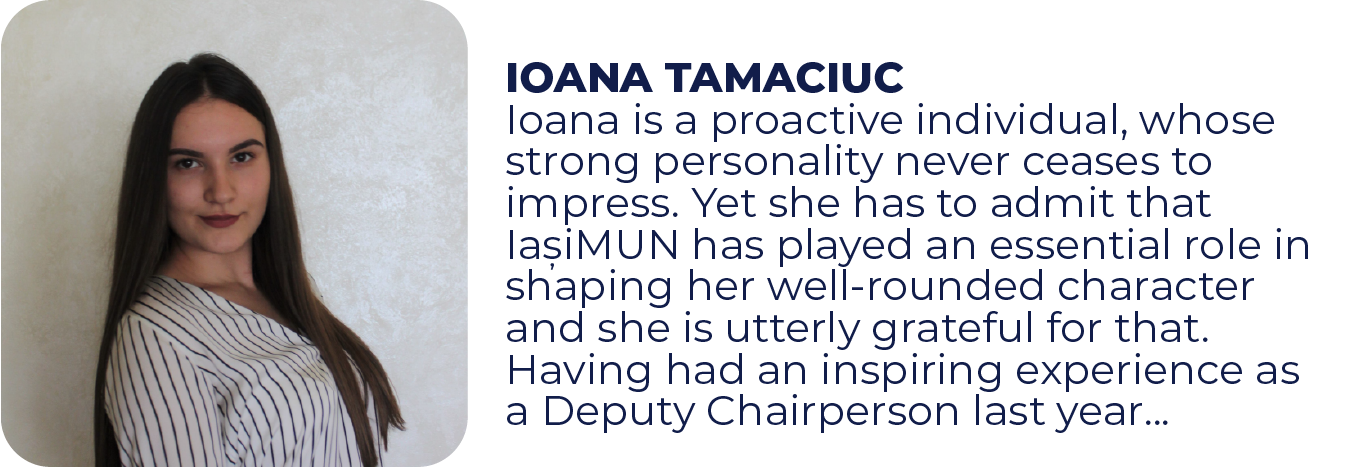 IOANA TAMACIUC
Ioana is a proactive individual, whose
strong personality never ceases to
impress. Yet she has to admit that
IașiMUN has played an essential role in
shaping her well-rounded character
and she is utterly grateful for that.
Having had an inspiring experience as
a Deputy Chairperson last year...